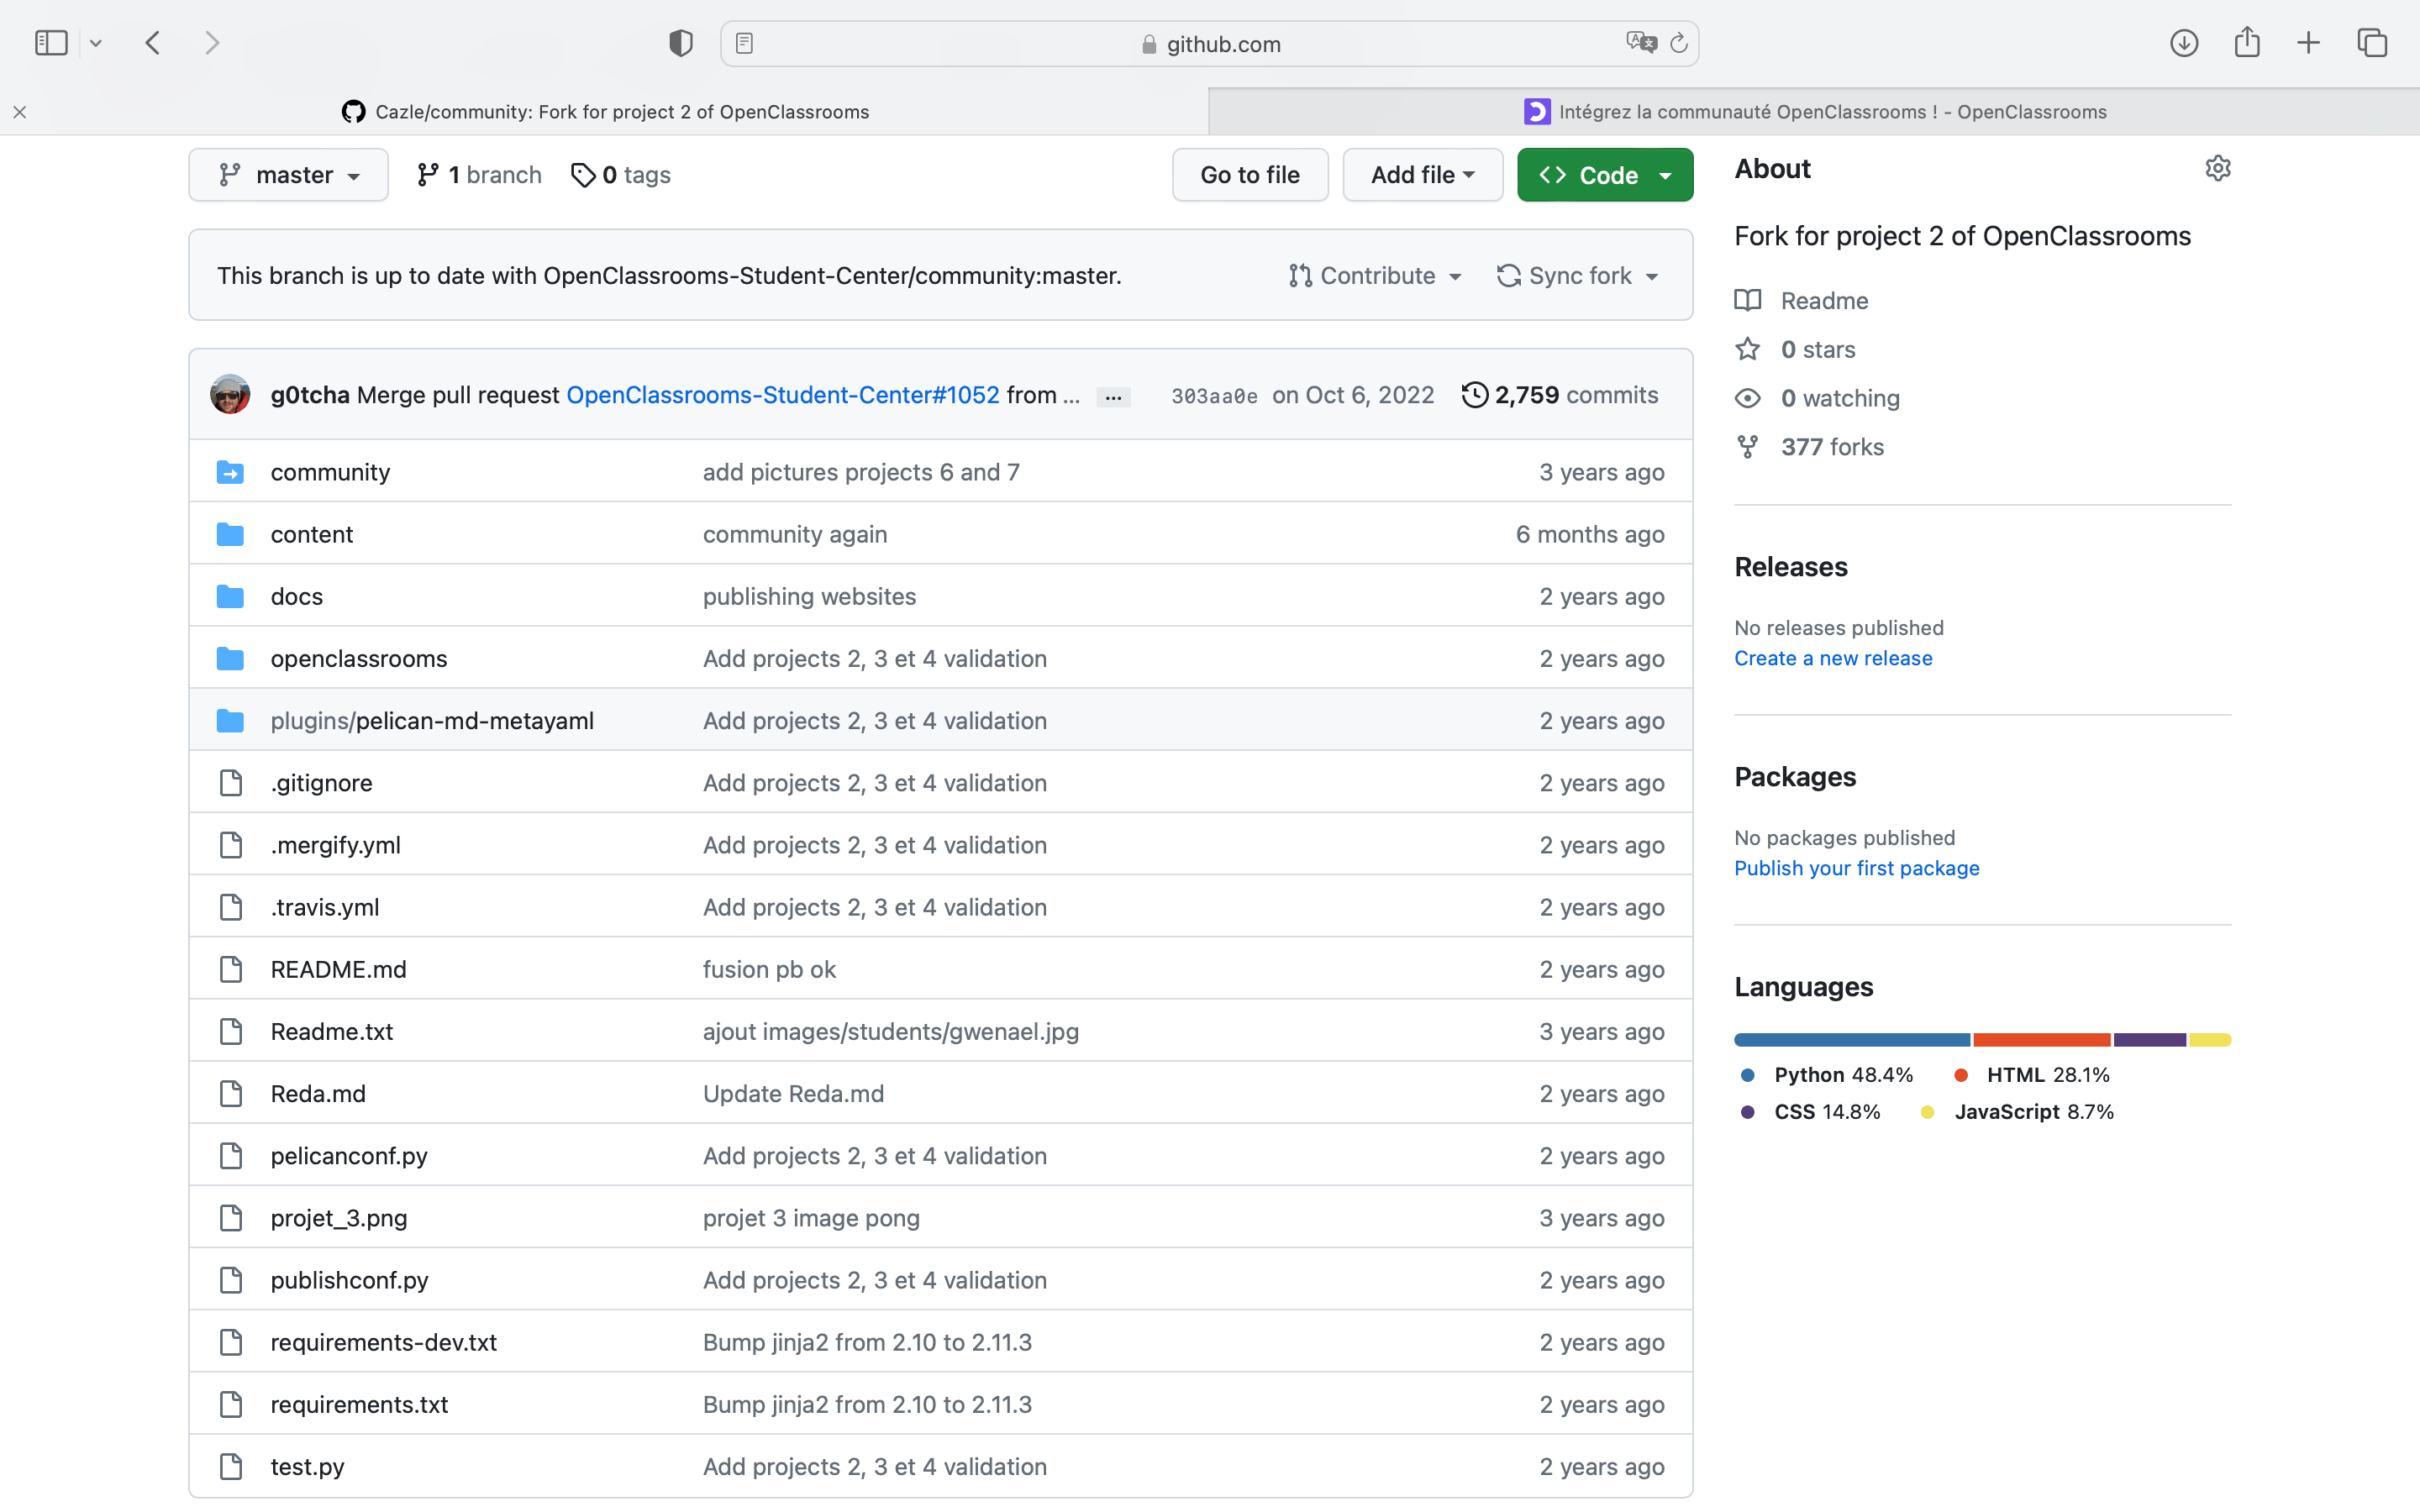 github.com
Cazle/community: Fork for project 2 of OpenClassrooms
Intégrez la communauté OpenClassrooms ! - OpenClassrooms
master
1 branch
0 tags
Go to file
Add file
Code
This branch is up to date with OpenClassrooms-Student-Center/community:master.
Contribute
Sync fork
g0tcha Merge pull request OpenClassrooms-Student-Center#1052 from ... ... 303aa0e on Oct 6, 2022 2,759 commits
community add pictures projects 6 and 7 3 years ago
content community again 6 months ago
docs publishing websites 2 years ago
openclassrooms Add projects 2, 3 et 4 validation 2 years ago
plugins/pelican-md-metayaml Add projects 2, 3 et 4 validation 2 years ago
.gitignore Add projects 2, 3 et 4 validation 2 years ago
.mergify.yml Add projects 2, 3 et 4 validation 2 years ago
.travis.yml Add projects 2, 3 et 4 validation 2 years ago
README.md fusion pb ok 2 years ago
Readme.txt ajout images/students/gwenael.jpg 3 years ago
Reda.md Update Reda.md 2 years ago
pelicanconf.py Add projects 2, 3 et 4 validation 2 years ago
projet_3.png projet 3 image pong 3 years ago
publishconf.py Add projects 2, 3 et 4 validation 2 years ago
requirements-dev.txt Bump jinja2 from 2.10 to 2.11.3 2 years ago
requirements.txt Bump jinja2 from 2.10 to 2.11.3 2 years ago
test.py Add projects 2, 3 et 4 validation 2 years ago
About
Fork for project 2 of OpenClassrooms
Readme
0 stars
0 watching
377 forks
Releases
No releases published
Create a new release
Packages
No packages published
Publish your first package
Languages
Python 48.4% HTML 28.1%
CSS 14.8% JavaScript 8.7%